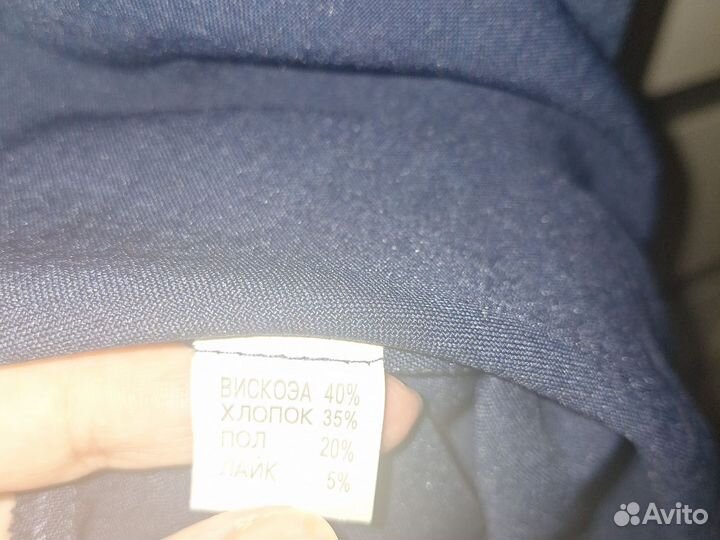 ВИСКОЭА 40%
ХЛОПОК 35%
ПОЛ 20%
ЛАЙК 5%
Avito